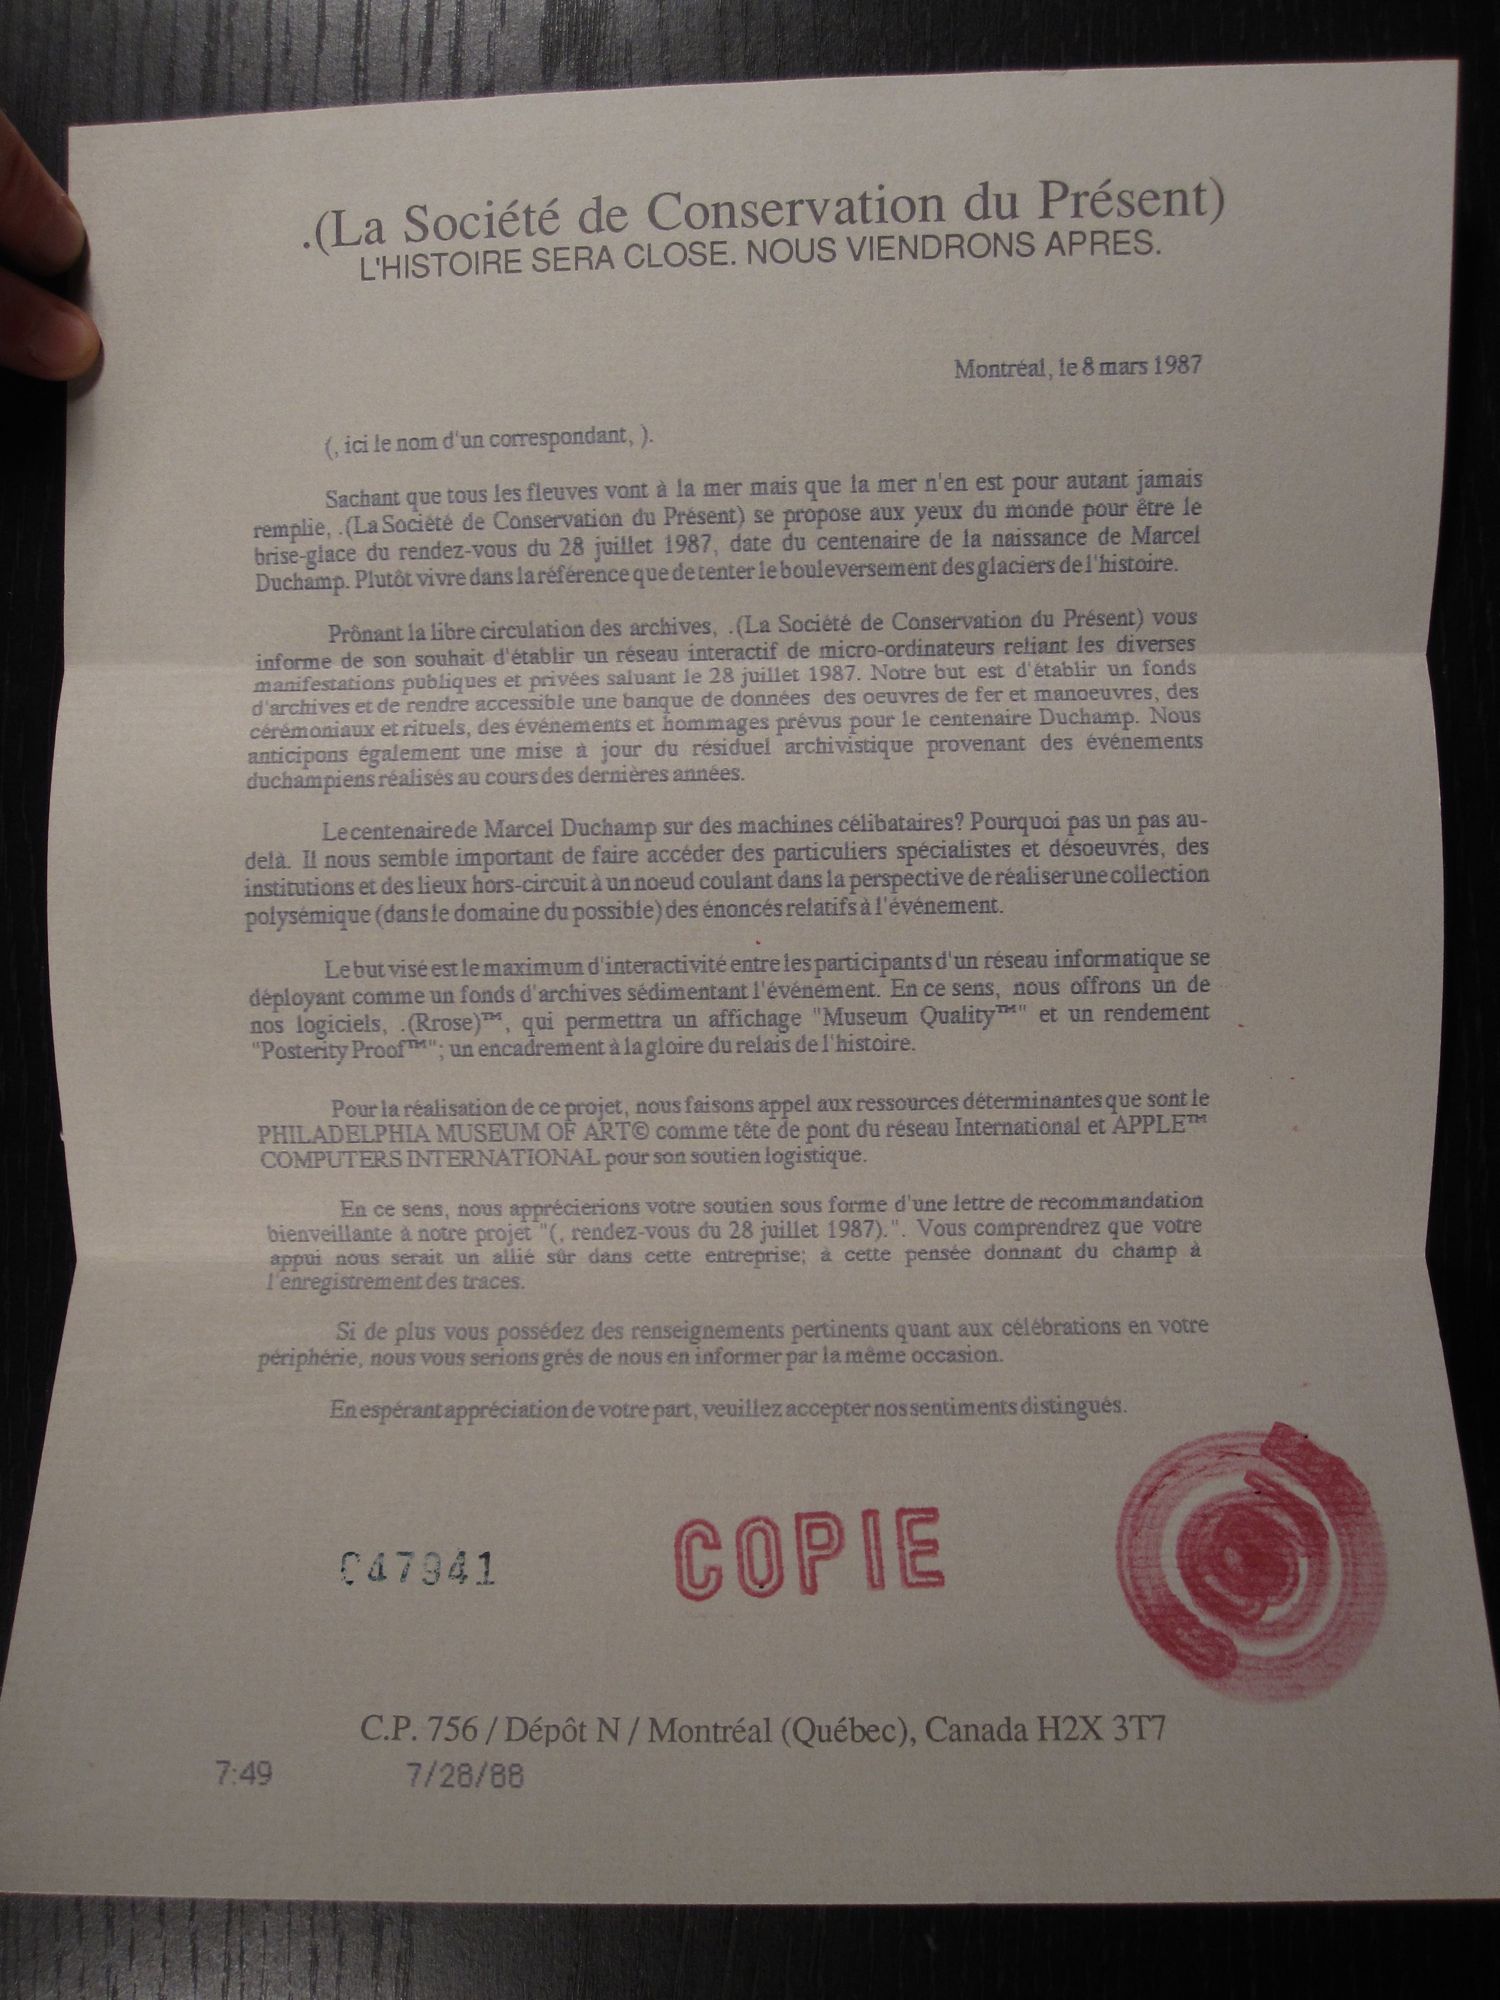 .(La Société de Conservation du Présent)
L'HISTOIRE SERA CLOSE. NOUS VIENDRONS APRES.
Montréal, le 8 mars 1987
(, ici le nom d'un correspondant, ).
Sachant que tous les fleuves vont à la mer mais que la mer n'en est pour autant jamais
remplie, .(La Société de Conservation du Présent) se propose aux yeux du monde pour être le
brise-glace du rendez-vous du 28 juillet 1987, date du centenaire de la naissance de Marcel
Duchamp. Plutôt vivre dans la référence que de tenter le bouleversement des glaciers de l'histoire.
Prônant la libre circulation des archives, .(La Société de Conservation du Présent) vous
informe de son souhait d'établir un réseau interactif de micro-ordinateurs reliant les diverses
manifestations publiques et privées saluant le 28 juillet 1987. Notre but est d'établir un fonds
d'archives et de rendre accessible une banque de données des oeuvres de fer et manoeuvres, des
cérémoniaux et rituels, des événements et hommages prévus pour le centenaire Duchamp. Nous
anticipons également une mise à jour du résiduel archivistique provenant des événements
duchampiens réalisés au cours des dernières années.
Le centenaire de Marcel Duchamp sur des machines célibataires? Pourquoi pas un pas au-
delà. Il nous semble important de faire accéder des particuliers spécialistes et désoeuvrés, des
institutions et des lieux hors-circuit à un noeud coulant dans la perspective de réaliser une collection
polysémique (dans le domaine du possible) des énoncés relatifs à l'événement.
Le but visé est le maximum d'interactivité entre les participants d'un réseau informatique se
déployant comme un fonds d'archives sédimentant l'événement. En ce sens, nous offrons un de
nos logiciels, .(Rrose)™, qui permettra un affichage "Museum Quality™" et un rendement
"Posterity Proof™"; un encadrement à la gloire du relais de l'histoire.
Pour la réalisation de ce projet, nous faisons appel aux ressources déterminantes que sont le
PHILADELPHIA MUSEUM OF ART© comme tête de pont du réseau International et APPLE™
COMPUTERS INTERNATIONAL pour son soutien logistique.
En ce sens, nous apprécierions votre soutien sous forme d'une lettre de recommandation
bienveillante à notre projet "(, rendez-vous du 28 juillet 1987).". Vous comprendrez que votre
appui nous serait un allié sûr dans cette entreprise; à cette pensée donnant du champ à
l'enregistrement des traces.
Si de plus vous possédez des renseignements pertinents quant aux célébrations en votre
périphérie, nous vous serions grés de nous en informer par la même occasion.
En espérant appréciation de votre part, veuillez accepter nos sentiments distingués.
047941
COPIE
C.P. 756 / Dépôt N / Montréal (Québec), Canada H2X 3T7
7:49 7/28/88